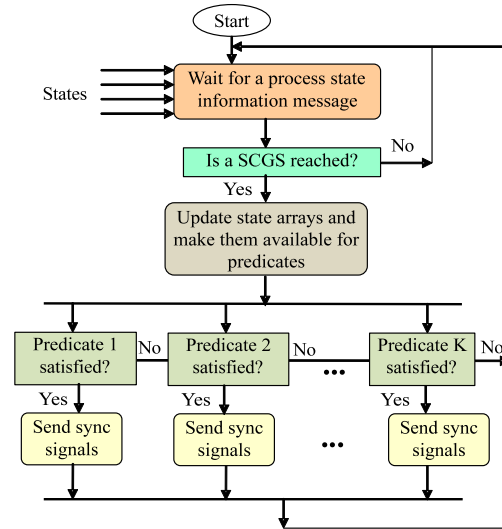 Start
Wait for a process state
information message
States
Is a SCGS reached?
No
Yes
Update state arrays and
make them available for
predicates
Predicate 1
satisfied?
No
Predicate 2
satisfied?
No
...
Predicate K
satisfied?
No
Yes
Yes
Yes
Send sync
signals
Send sync
signals
...
Send sync
signals